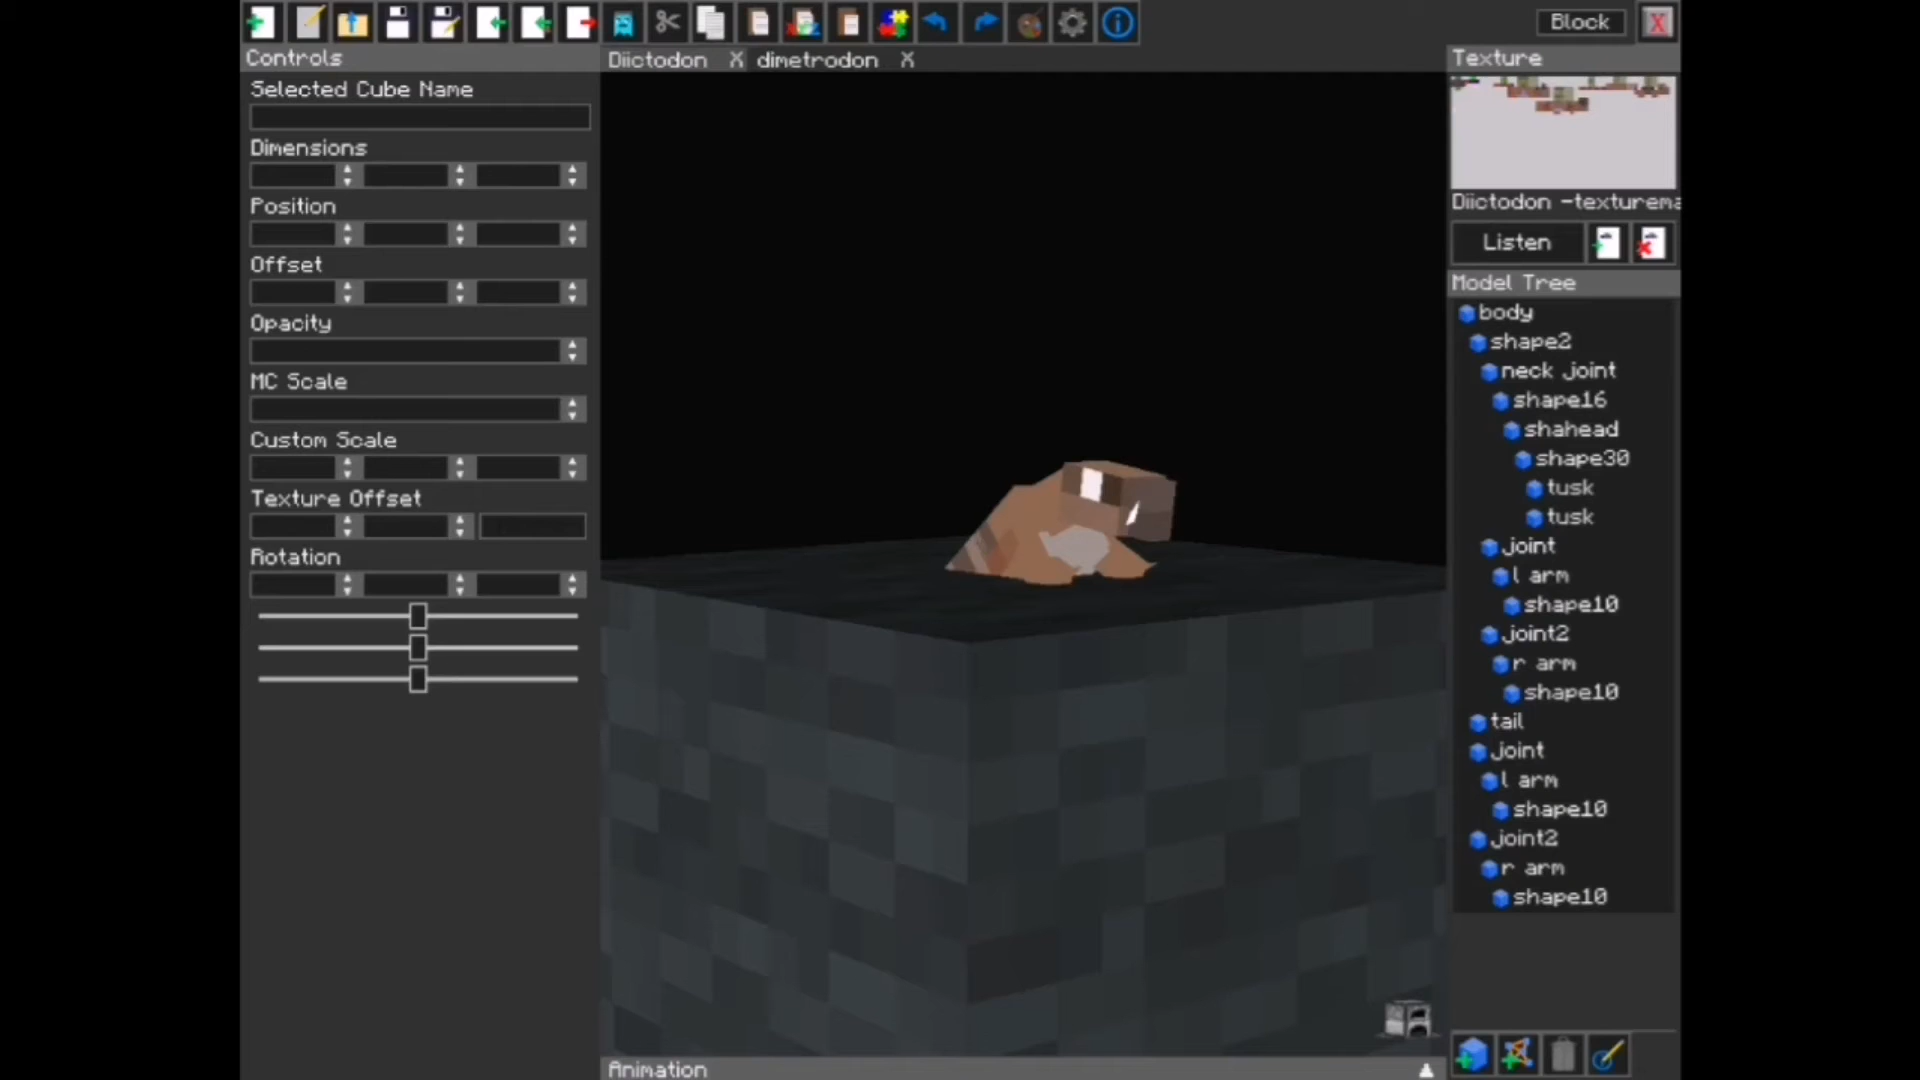 Block
X
Controls
Diictodon X dimetrodon X
Texture
Selected Cube Name
Dimensions
Position
Offset
Opacity
MC Scale
Custom Scale
Texture Offset
Rotation
Diictodon -texturema
Listen
Model Tree
body
shape2
neck joint
shape16
shahead
shape30
tusk
tusk
joint
l arm
shape10
joint2
r arm
shape10
tail
joint
l arm
shape10
joint2
r arm
shape10
Animation